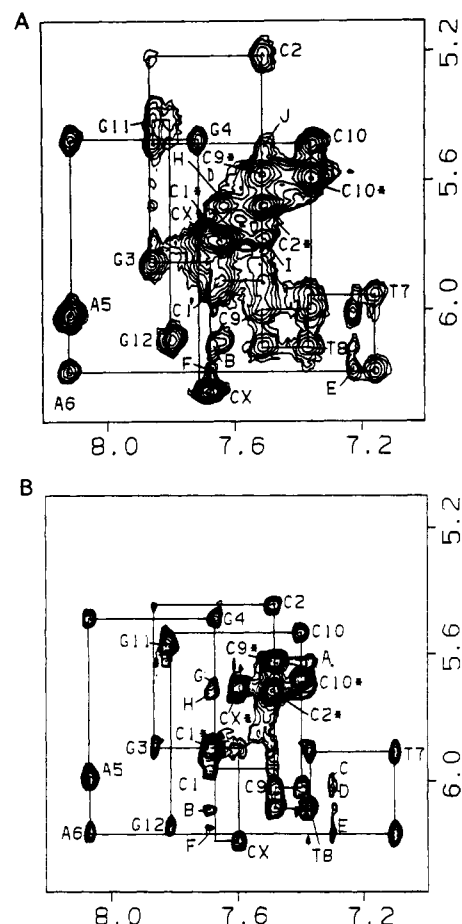 A
5.2
C2
J
G11
G4
C10
H
C9*
C1*
5.6
C10*
CX
C2*
G3
I
C1
T7
A5
C9
6.0
G12
B
T8
F
E
A6
CX
8.0 7.6 7.2
B
5.2
C2
G4
C10
G11
C9*
A
5.6
G
C10*
H
CX*
C2*
C1*
G3
T7
A5
C1
C9
C
D
6.0
B
A6
G12
F
E
CX
T8
8.0 7.6 7.2